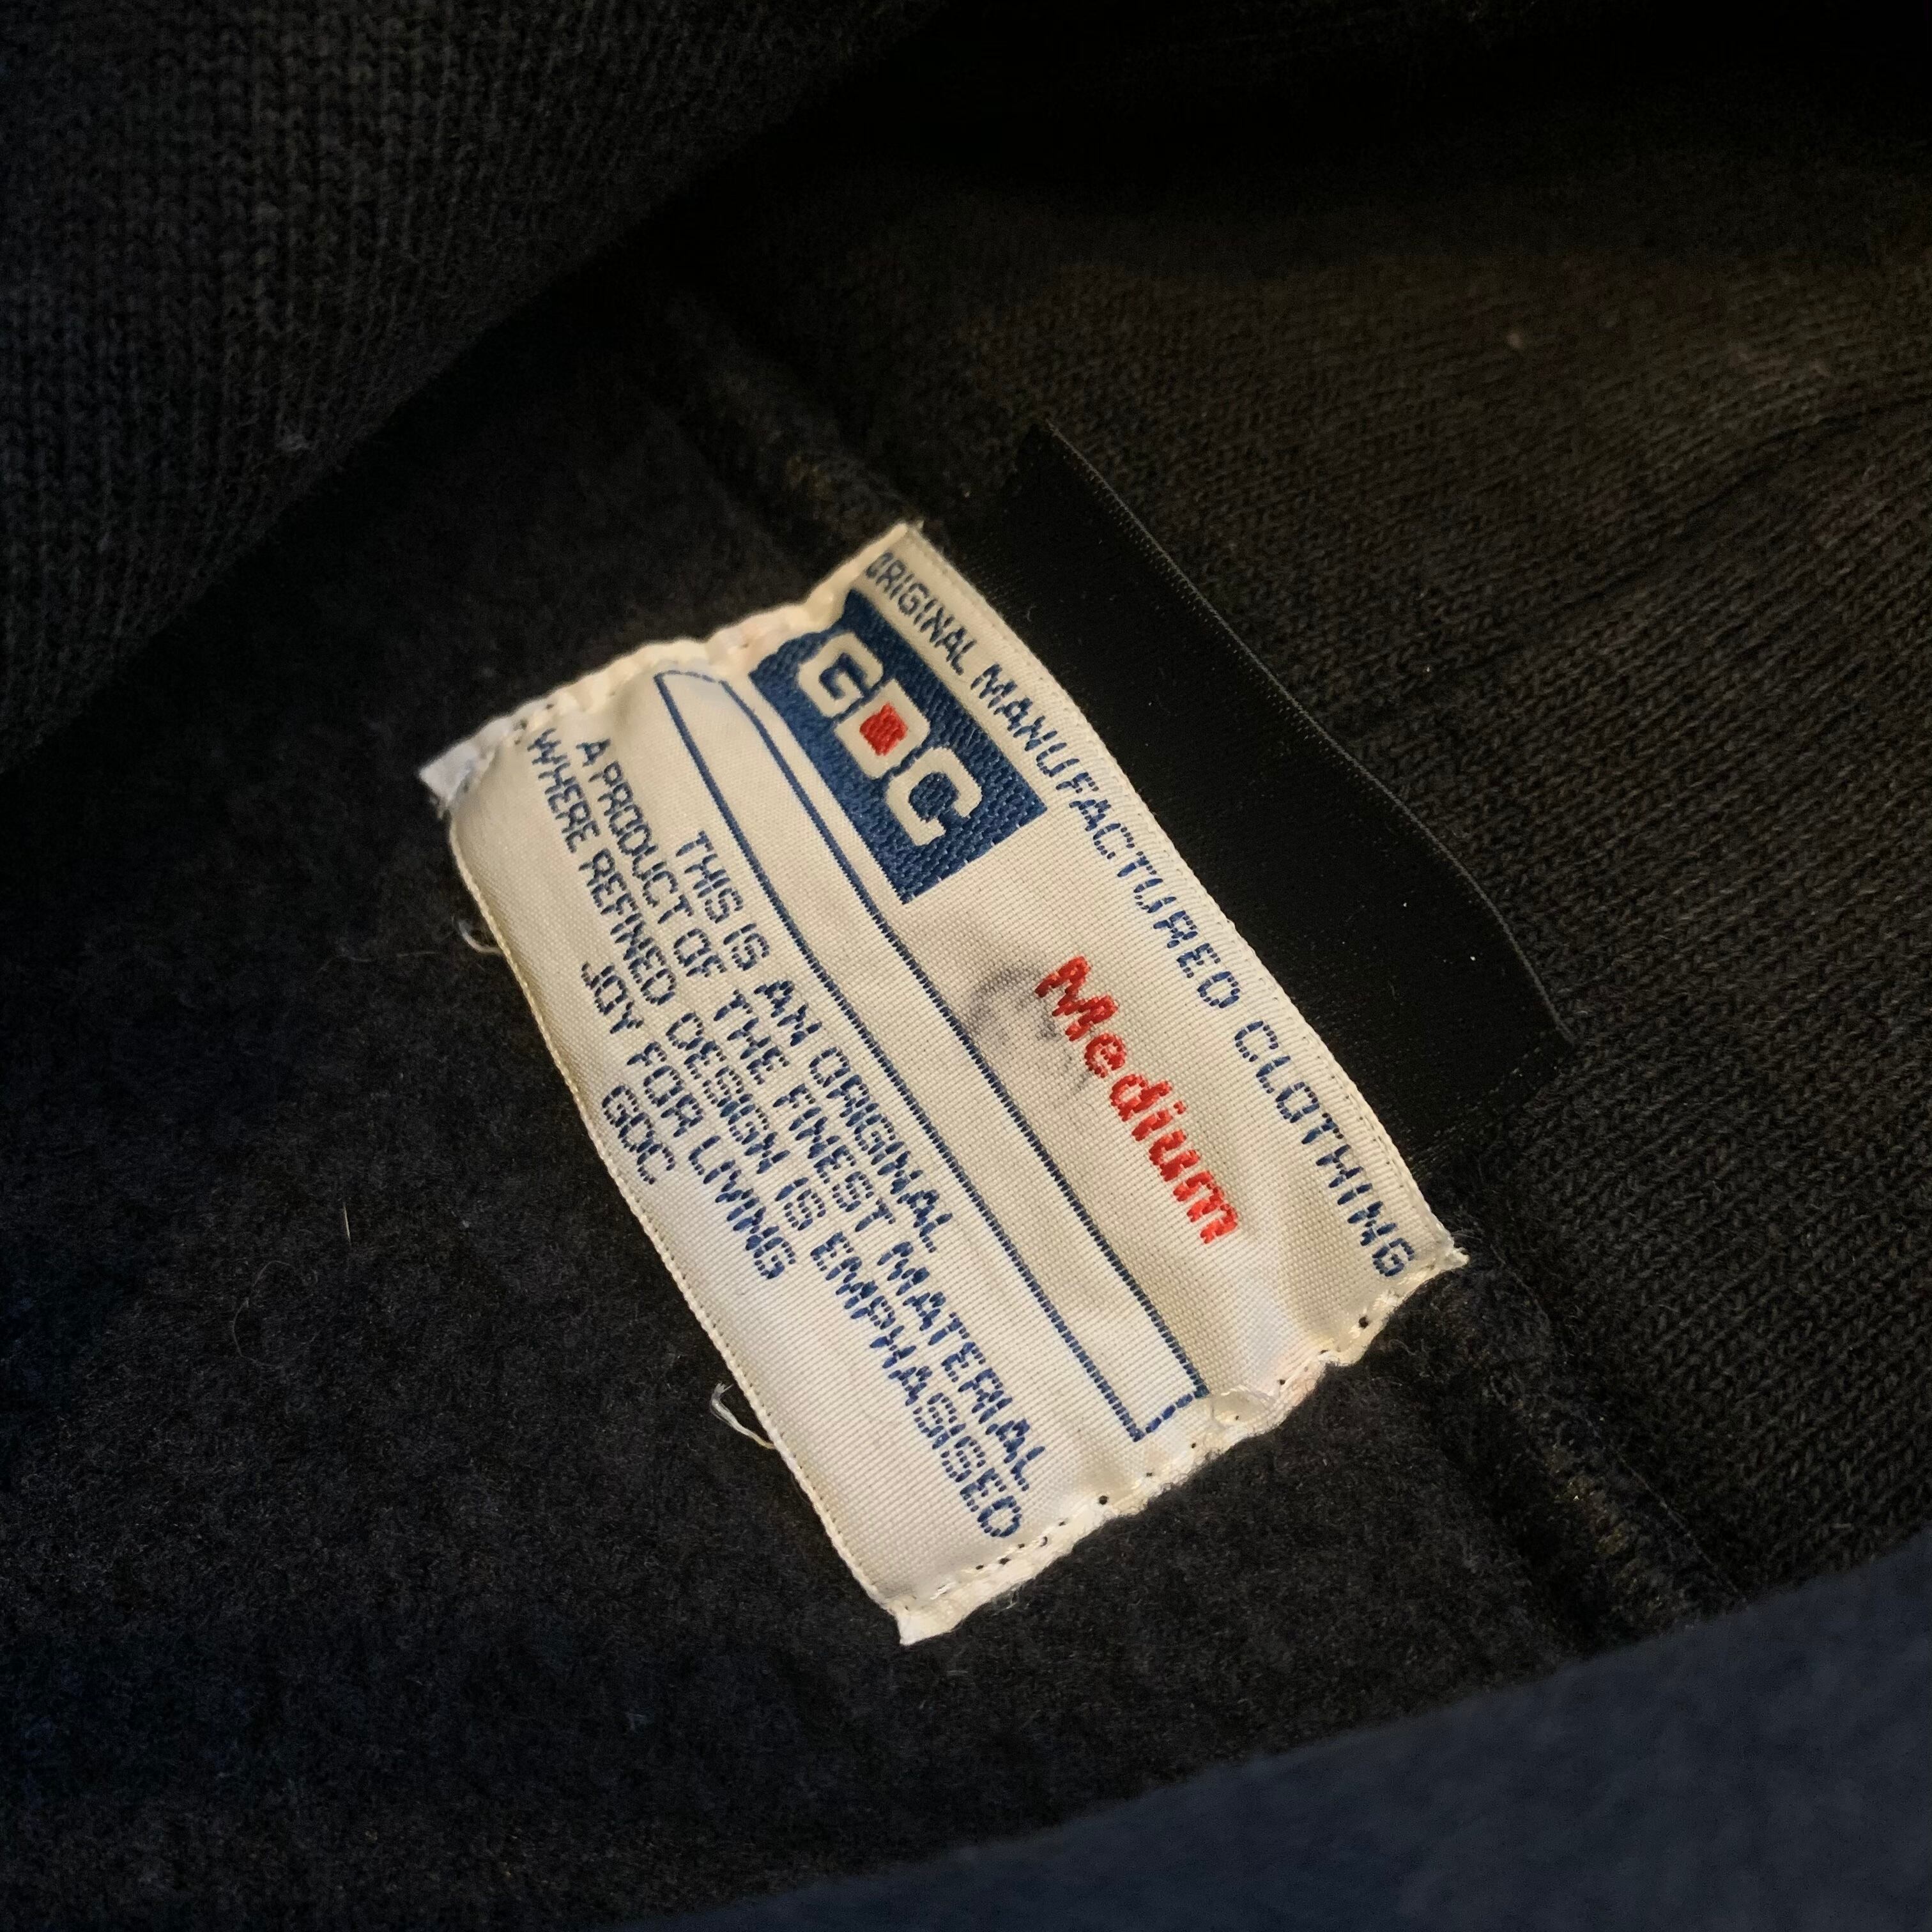 ORIGINAL MANUFACTURED CLOTHING
GDC
Medium
THIS IS AN ORIGINAL
A PRODUCT OF THE FINEST MATERIAL
WHERE REFINED DESIGN IS EMPHASISED
JOY FOR LIVING
GDC